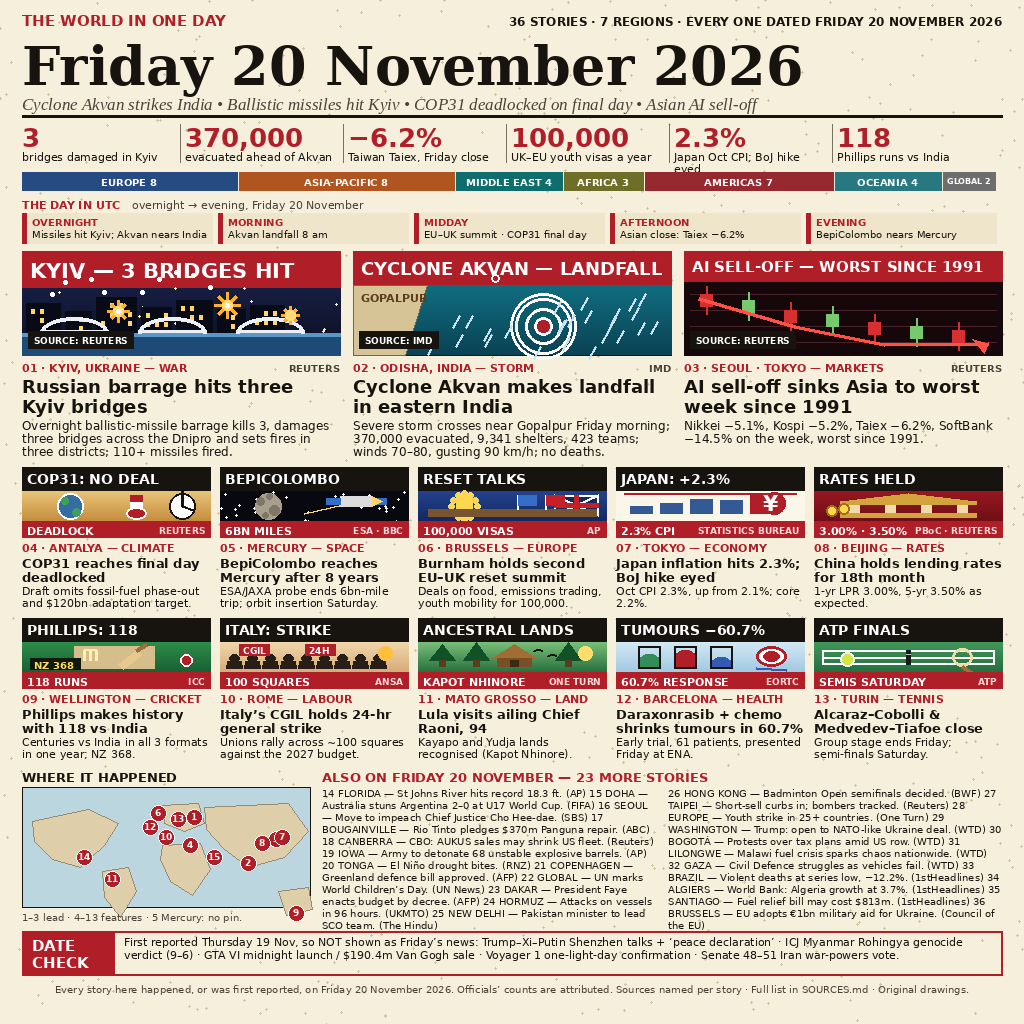 THE WORLD IN ONE DAY
36 STORIES · 7 REGIONS · EVERY ONE DATED FRIDAY 20 NOVEMBER 2026
Friday 20 November 2026
Cyclone Akvan strikes India • Ballistic missiles hit Kyiv • COP31 deadlocked on final day • Asian AI sell-off
3
bridges damaged in Kyiv
370,000
evacuated ahead of Akvan
−6.2%
Taiwan Taiex, Friday close
100,000
UK–EU youth visas a year
2.3%
Japan Oct CPI; BoJ hike
eyed
118
Phillips runs vs India
EUROPE 8
ASIA-PACIFIC 8
MIDDLE EAST 4
AFRICA 3
AMERICAS 7
OCEANIA 4
GLOBAL 2
THE DAY IN UTC overnight → evening, Friday 20 November
OVERNIGHT
Missiles hit Kyiv; Akvan nears India
MORNING
Akvan landfall 8 am
MIDDAY
EU–UK summit · COP31 final day
AFTERNOON
Asian close: Taiex −6.2%
EVENING
BepiColombo nears Mercury
KYIV — 3 BRIDGES HIT
SOURCE: REUTERS
01 · KYIV, UKRAINE — WAR
REUTERS
Russian barrage hits three
Kyiv bridges
Overnight ballistic-missile barrage kills 3, damages
three bridges across the Dnipro and sets fires in
three districts; 110+ missiles fired.
CYCLONE AKVAN — LANDFALL
GOPALPUR
SOURCE: IMD
02 · ODISHA, INDIA — STORM
IMD
Cyclone Akvan makes landfall
in eastern India
Severe storm crosses near Gopalpur Friday morning;
370,000 evacuated, 9,341 shelters, 423 teams;
winds 70–80, gusting 90 km/h; no deaths.
AI SELL-OFF — WORST SINCE 1991
SOURCE: REUTERS
03 · SEOUL · TOKYO — MARKETS
REUTERS
AI sell-off sinks Asia to worst
week since 1991
Nikkei −5.1%, Kospi −5.2%, Taiex −6.2%, SoftBank
−14.5% on the week, worst since 1991.
COP31: NO DEAL
DEADLOCK
REUTERS
04 · ANTALYA — CLIMATE
COP31 reaches final day
deadlocked
Draft omits fossil-fuel phase-out
and $120bn adaptation target.
BEPICOLOMBO
6BN MILES
ESA · BBC
05 · MERCURY — SPACE
BepiColombo reaches
Mercury after 8 years
ESA/JAXA probe ends 6bn-mile
trip; orbit insertion Saturday.
RESET TALKS
100,000 VISAS
AP
06 · BRUSSELS — EUROPE
Burnham holds second
EU–UK reset summit
Deals on food, emissions trading,
youth mobility for 100,000.
JAPAN: +2.3%
¥
2.3% CPI
STATISTICS BUREAU
07 · TOKYO — ECONOMY
Japan inflation hits 2.3%;
BoJ hike eyed
Oct CPI 2.3%, up from 2.1%; core
2.2%.
RATES HELD
3.00% · 3.50%
PBoC · REUTERS
08 · BEIJING — RATES
China holds lending rates
for 18th month
1-yr LPR 3.00%, 5-yr 3.50% as
expected.
PHILLIPS: 118
NZ 368
118 RUNS
ICC
09 · WELLINGTON — CRICKET
Phillips makes history
with 118 vs India
Centuries vs India in all 3 formats
in one year; NZ 368.
ITALY: STRIKE
CGIL
24H
100 SQUARES
ANSA
10 · ROME — LABOUR
Italy's CGIL holds 24-hr
general strike
Unions rally across ~100 squares
against the 2027 budget.
ANCESTRAL LANDS
KAPOT NHINORE
ONE TURN
11 · MATO GROSSO — LAND
Lula visits ailing Chief
Raoni, 94
Kayapo and Yudja lands
recognised (Kapot Nhinore).
TUMOURS −60.7%
60.7% RESPONSE
EORTC
12 · BARCELONA — HEALTH
Daraxonrasib + chemo
shrinks tumours in 60.7%
Early trial, 61 patients, presented
Friday at ENA.
ATP FINALS
SEMIS SATURDAY
ATP
13 · TURIN — TENNIS
Alcaraz–Cobolli &
Medvedev–Tiafoe close
Group stage ends Friday;
semi-finals Saturday.
WHERE IT HAPPENED
6
13
1
12
10
4
8
7
15
2
14
11
9
1–3 lead · 4–13 features · 5 Mercury: no pin.
ALSO ON FRIDAY 20 NOVEMBER — 23 MORE STORIES
14 FLORIDA — St Johns River hits record 18.3 ft. (AP) 15 DOHA —
Australia stuns Argentina 2–0 at U17 World Cup. (FIFA) 16 SEOUL
— Move to impeach Chief Justice Cho Hee-dae. (SBS) 17
BOUGAINVILLE — Rio Tinto pledges $370m Panguna repair. (ABC)
18 CANBERRA — CBO: AUKUS sales may shrink US fleet. (Reuters)
19 IOWA — Army to detonate 68 unstable explosive barrels. (AP)
20 TONGA — El Niño drought bites. (RNZ) 21 COPENHAGEN —
Greenland defence bill approved. (AFP) 22 GLOBAL — UN marks
World Children's Day. (UN News) 23 DAKAR — President Faye
enacts budget by decree. (AFP) 24 HORMUZ — Attacks on vessels
in 96 hours. (UKMTO) 25 NEW DELHI — Pakistan minister to lead
SCO team. (The Hindu)
26 HONG KONG — Badminton Open semifinals decided. (BWF) 27
TAIPEI — Short-sell curbs in; bombers tracked. (Reuters) 28
EUROPE — Youth strike in 25+ countries. (One Turn) 29
WASHINGTON — Trump: open to NATO-like Ukraine deal. (WTD) 30
BOGOTÁ — Protests over tax plans amid US row. (WTD) 31
LILONGWE — Malawi fuel crisis sparks chaos nationwide. (WTD)
32 GAZA — Civil Defence struggles as vehicles fail. (WTD) 33
BRAZIL — Violent deaths at series low, −12.2%. (1stHeadlines) 34
ALGIERS — World Bank: Algeria growth at 3.7%. (1stHeadlines) 35
SANTIAGO — Fuel bill military may cost $813m. (1stHeadlines) 36
BRUSSELS — EU adopts €1bn military aid for Ukraine. (Council of
the EU)
DATE
CHECK
First reported Thursday 19 Nov, so NOT shown as Friday's news: Trump–Xi–Putin Shenzhen talks + 'peace declaration' · ICJ Myanmar Rohingya genocide
verdict (9–6) · GTA VI midnight launch / $190.4m Van Gogh sale · Voyager 1 one-light-day confirmation · Senate 48–51 Iran war-powers vote.
Every story here happened, or was first reported, on Friday 20 November 2026. Officials' counts are attributed. Sources named per story · Full list in SOURCES.md · Original drawings.